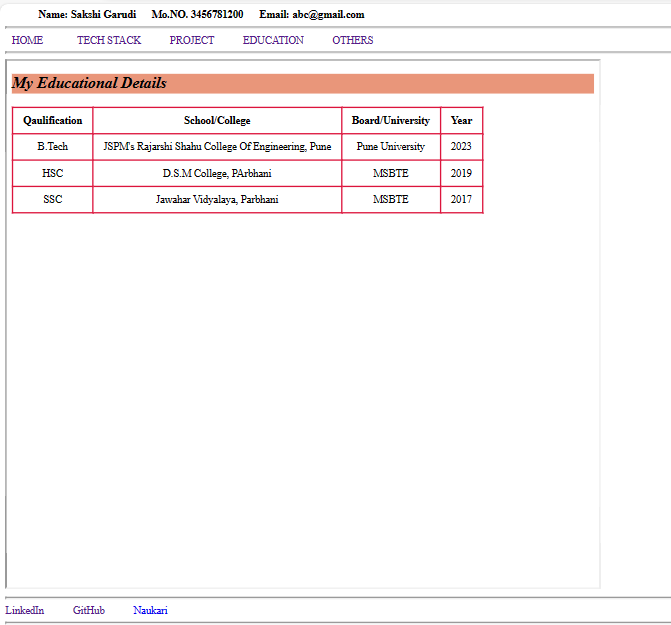 Name: Sakshi Garudi Mo.NO. 3456781200 Email: abc@gmail.com
HOME TECH STACK PROJECT EDUCATION OTHERS
My Educational Details
Qaulification School/College Board/University Year
B.Tech JSPM's Rajarshi Shahu College Of Engineering, Pune Pune University 2023
HSC D.S.M College, PArbhani MSBTE 2019
SSC Jawahar Vidyalaya, Parbhani MSBTE 2017
LinkedIn GitHub Naukari